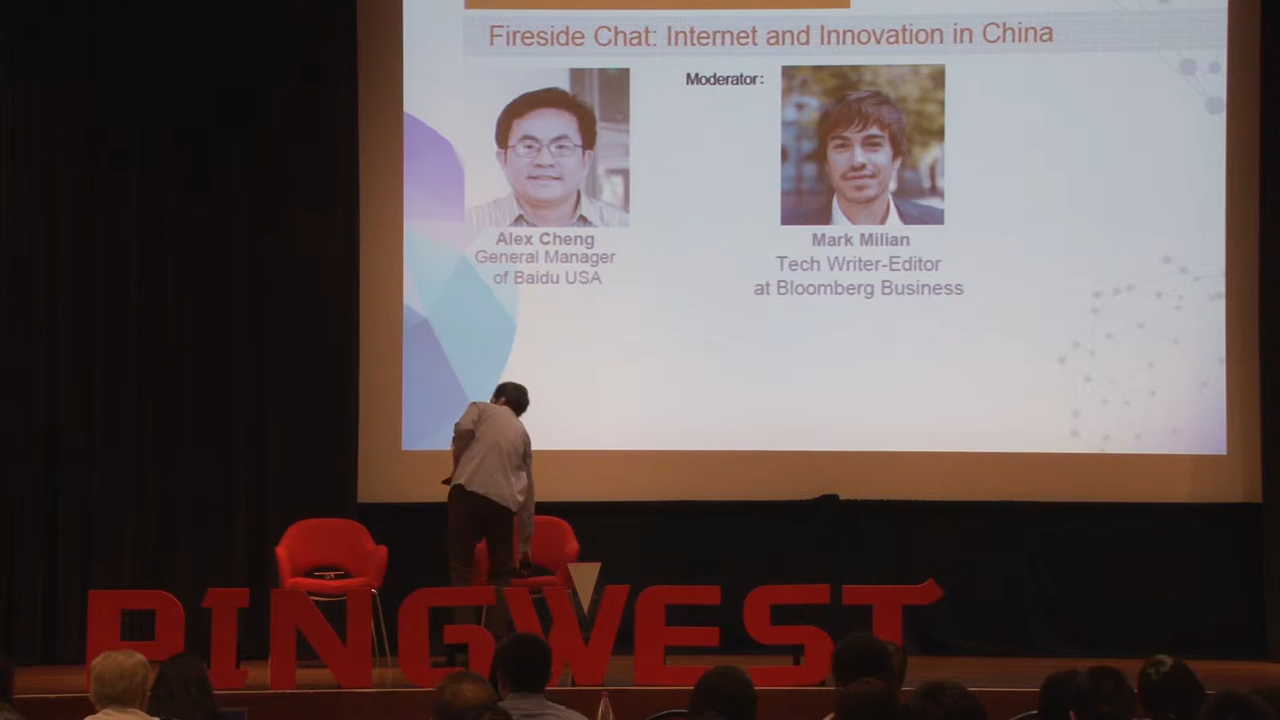 Fireside Chat: Internet and Innovation in China
Moderator:
Alex Cheng
General Manager
of Baidu USA
Mark Milian
Tech Writer-Editor
at Bloomberg Business
PINGWEST